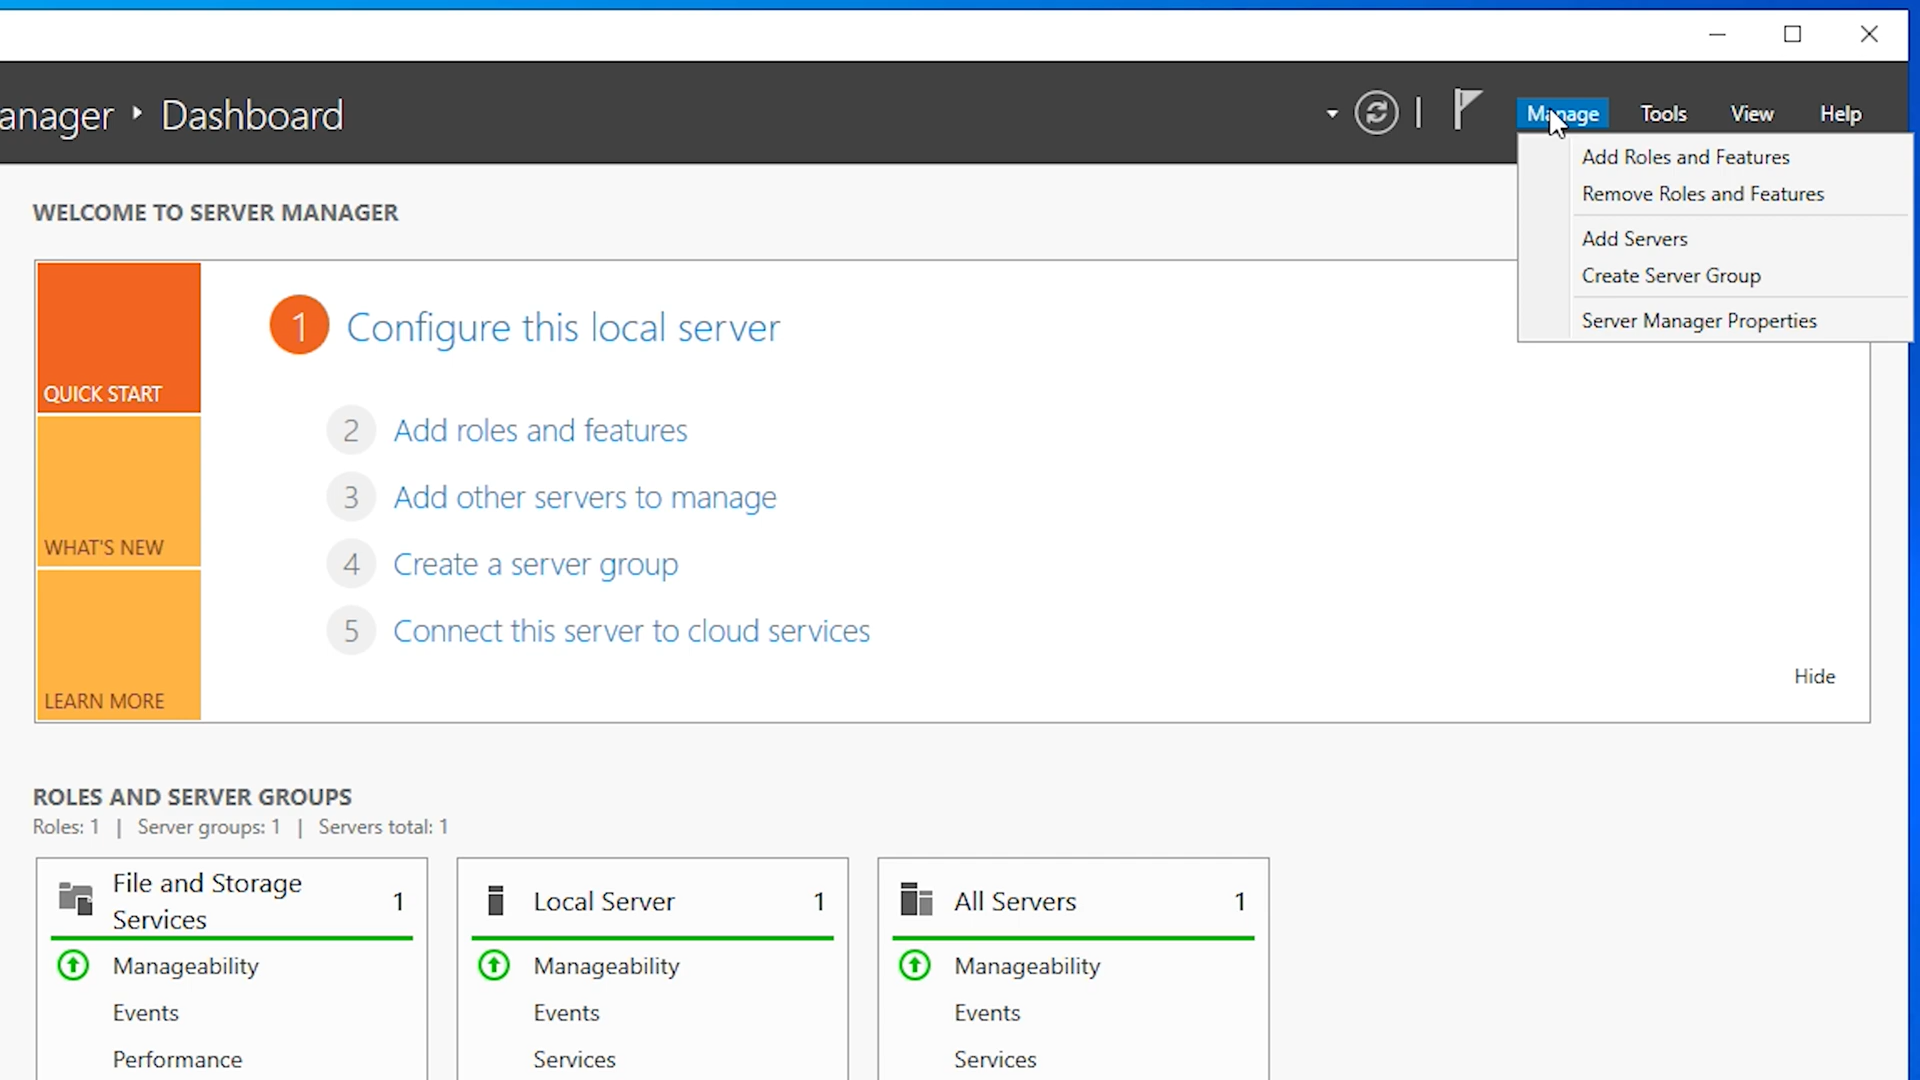 anager ‣ Dashboard
Manage Tools View Help
Add Roles and Features
Remove Roles and Features
Add Servers
Create Server Group
Server Manager Properties
WELCOME TO SERVER MANAGER
QUICK START
WHAT'S NEW
LEARN MORE
1 Configure this local server
2 Add roles and features
3 Add other servers to manage
4 Create a server group
5 Connect this server to cloud services
Hide
ROLES AND SERVER GROUPS
Roles: 1 | Server groups: 1 | Servers total: 1
File and Storage
Services
1
Manageability
Events
Performance
Local Server 1
Manageability
Events
Services
All Servers 1
Manageability
Events
Services